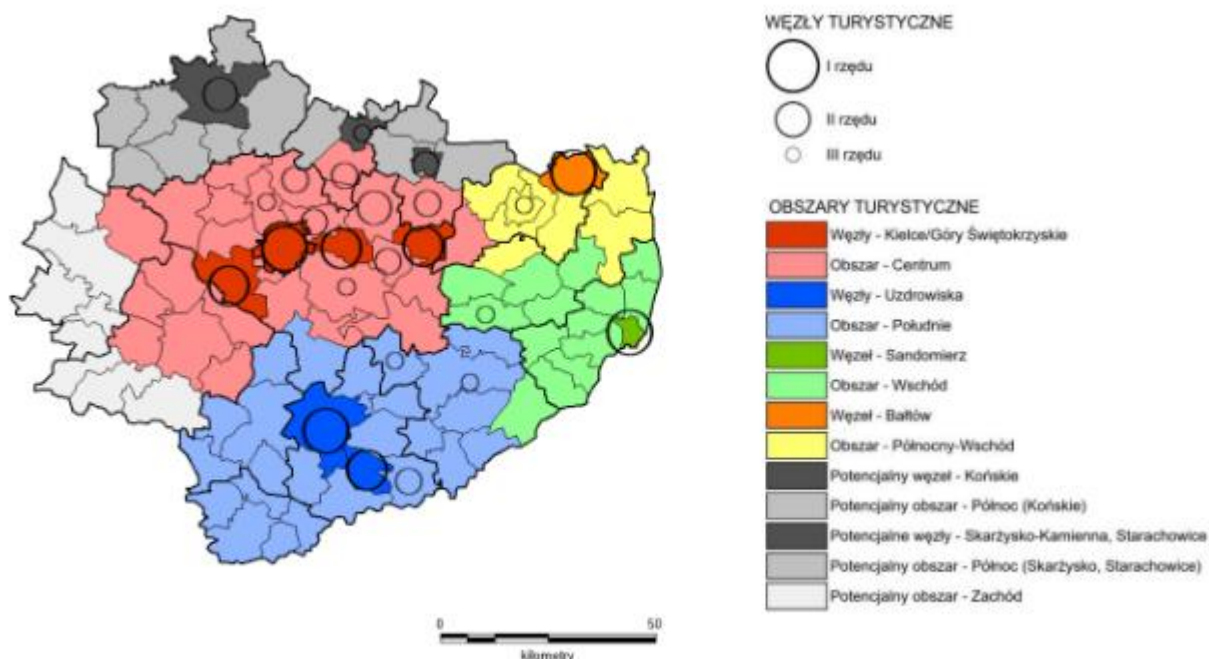 WĘZŁY TURYSTYCZNE
I rzędu
II rzędu
III rzędu
OBSZARY TURYSTYCZNE
Węzły - Kielce/Góry Świętokrzyskie
Obszar - Centrum
Węzły - Uzdrowiska
Obszar - Południe
Węzeł - Sandomierz
Obszar - Wschód
Węzeł - Bałtów
Obszar - Północny-Wschód
Potencjalny węzeł - Końskie
Potencjalny obszar - Północ (Końskie)
Potencjalne węzły - Skarżysko-Kamienna, Starachowice
Potencjalny obszar - Północ (Skarżysko, Starachowice)
Potencjalny obszar - Zachód
0 50
kilometry